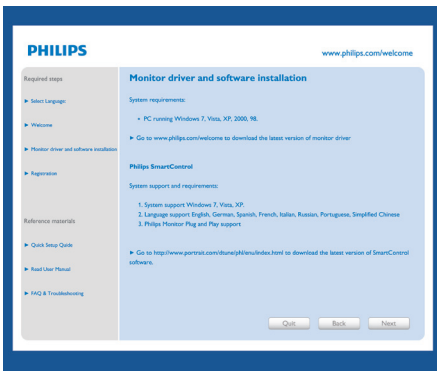 PHILIPS
www.philips.com/welcome
Required steps
Select Language
Welcome
Monitor driver and software installation
Registration
Reference materials
Quick Setup Quide
Read User Manual
FAQ & Troubleshooting
Monitor driver and software installation
System requirements:
• PC running Windows 7, Vista, XP, 2000, 98.
Go to www.philips.com/welcome to download the latest version of monitor driver
Philips SmartControl
System support and requirements:
1. System support Windows 7, Vista, XP.
2. Language support English, German, Spanish, French, Italian, Russian, Portuguese, Simplified Chinese
3. Philips Monitor Plug and Play support
Go to http://www.portrait.com/dtune/phl/enu/index.html to download the latest version of SmartControl
software.
Quit
Back
Next